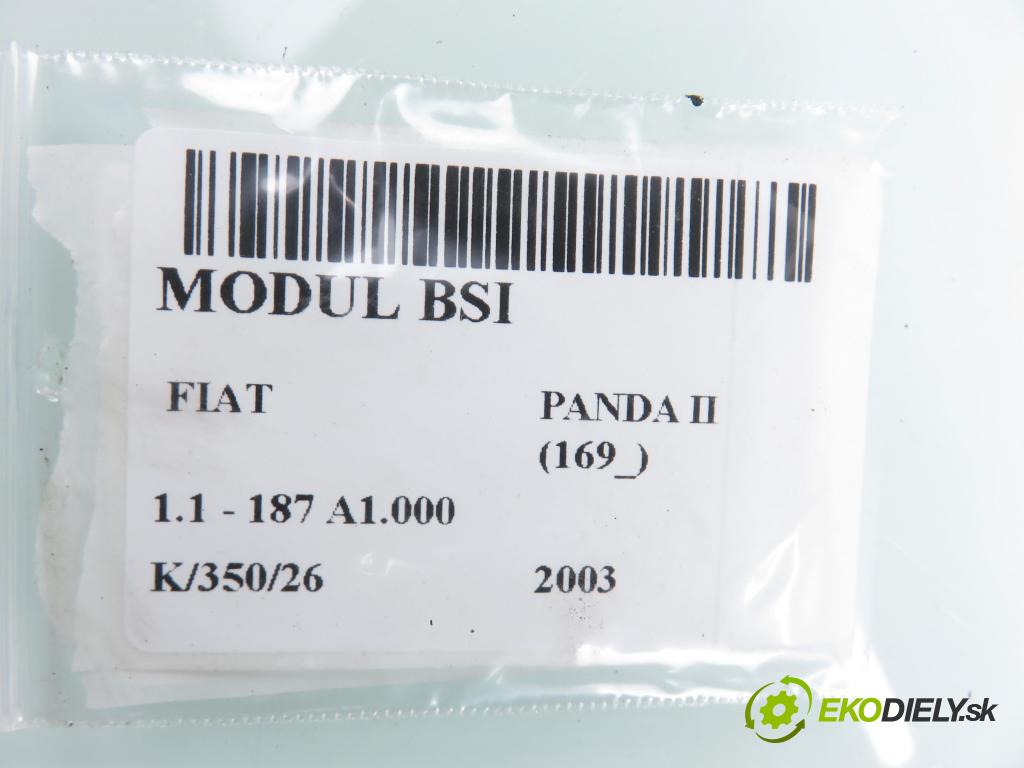 MODUL BSI
FIAT PANDA II
(169_)
1.1 - 187 A1.000
K/350/26 2003
EKODIELY.sk